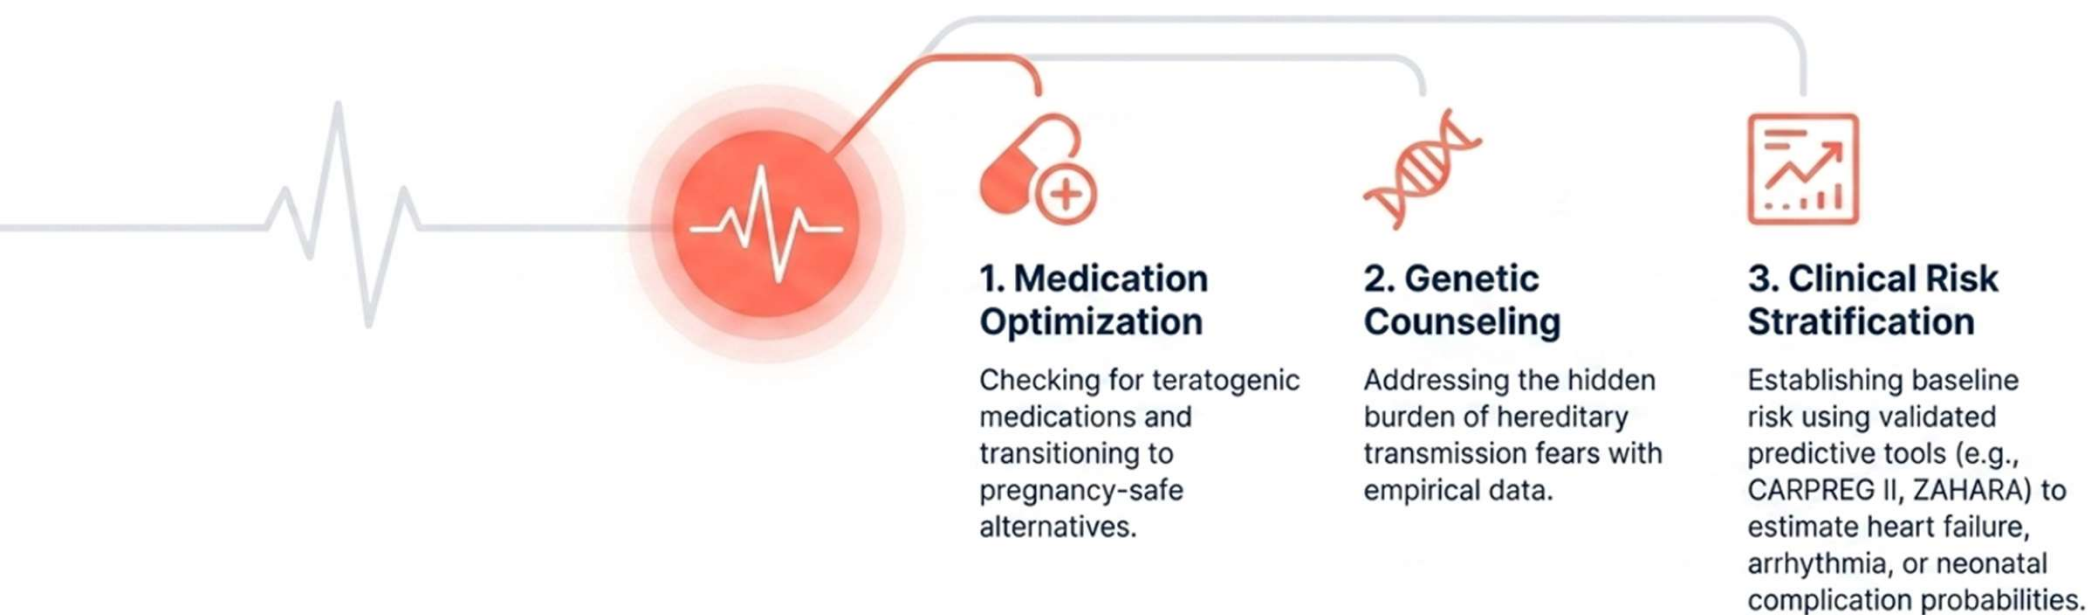 1. Medication
Optimization
Checking for teratogenic
medications and
transitioning to
pregnancy-safe
alternatives.
2. Genetic
Counseling
Addressing the hidden
burden of hereditary
transmission fears with
empirical data.
3. Clinical Risk
Stratification
Establishing baseline
risk using validated
predictive tools (e.g.,
CARPREG II, ZAHARA) to
estimate heart failure,
arrhythmia, or neonatal
complication probabilities.